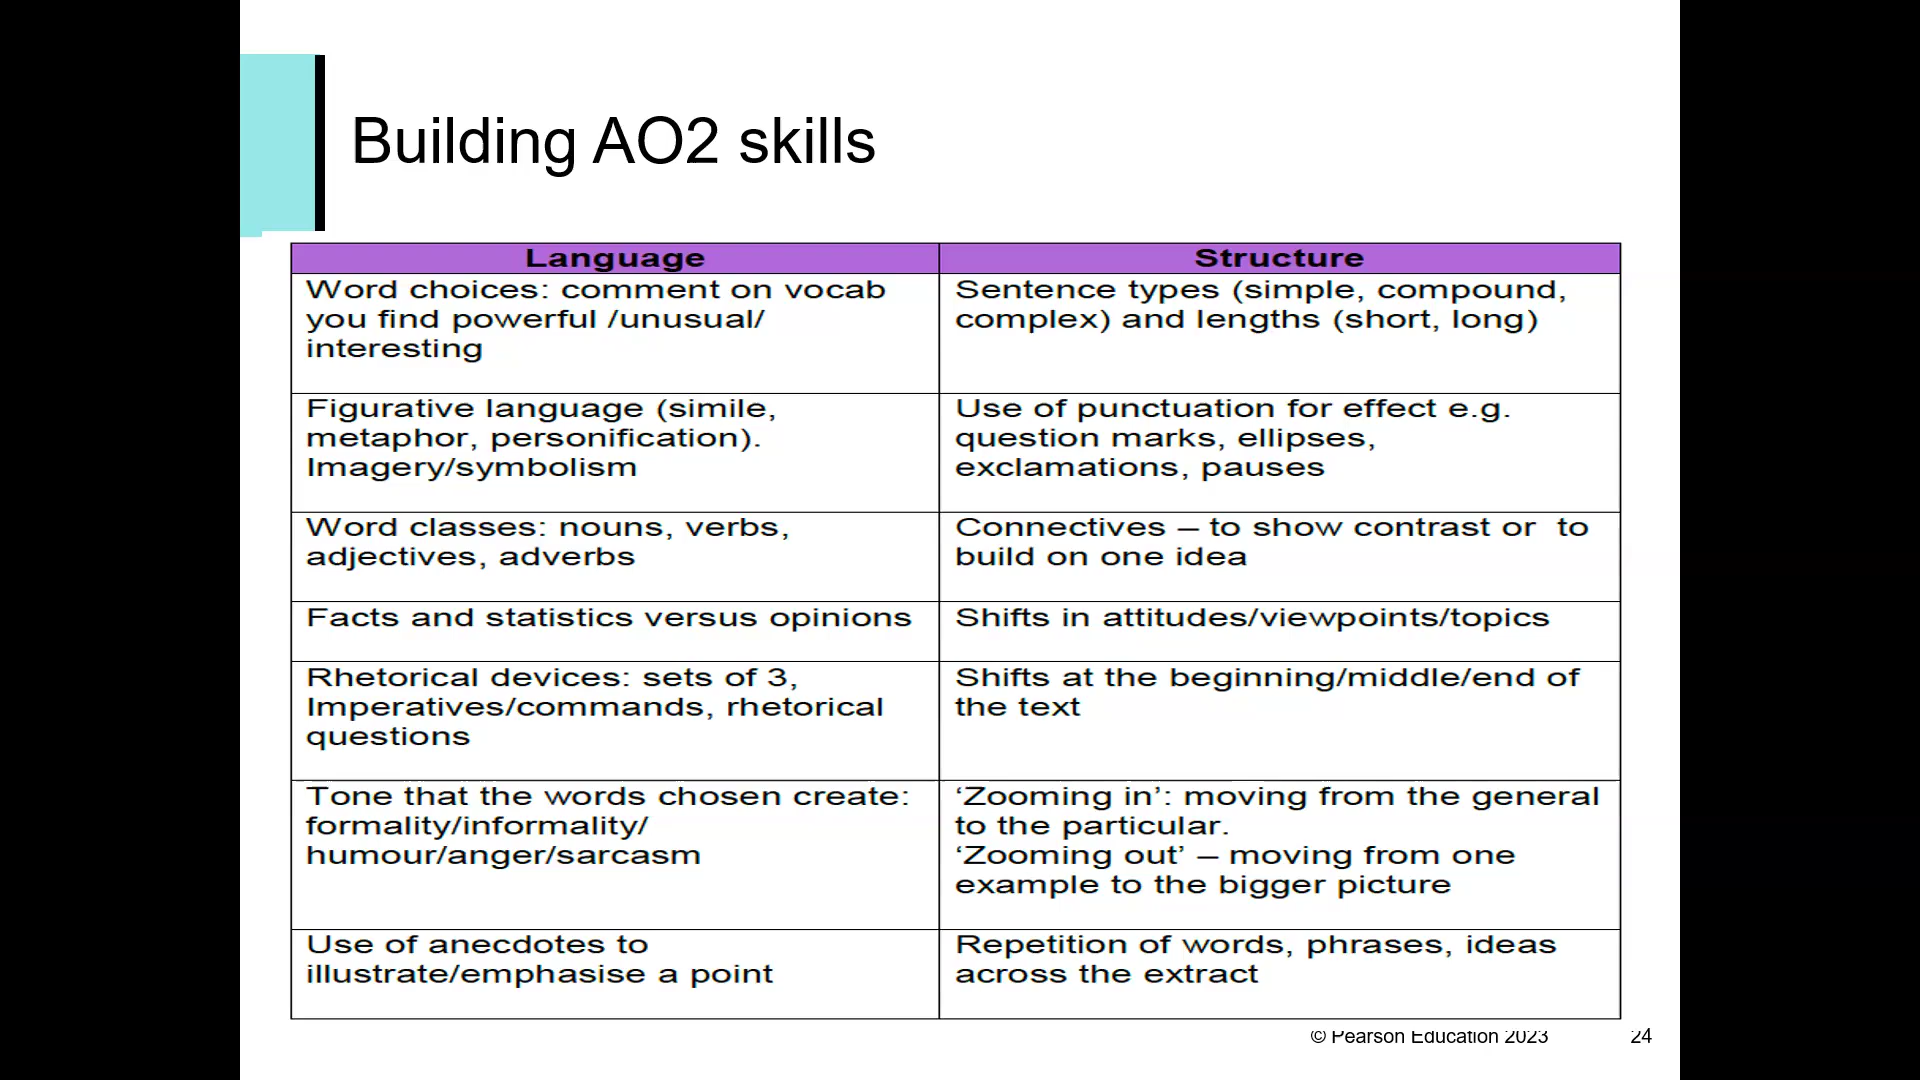 Building AO2 skills
Language
Structure
Word choices: comment on vocab
you find powerful /unusual/
interesting
Sentence types (simple, compound,
complex) and lengths (short, long)
Figurative language (simile,
metaphor, personification).
Imagery/symbolism
Use of punctuation for effect e.g.
question marks, ellipses,
exclamations, pauses
Word classes: nouns, verbs,
adjectives, adverbs
Connectives – to show contrast or  to
build on one idea
Facts and statistics versus opinions
Shifts in attitudes/viewpoints/topics
Rhetorical devices: sets of 3,
Imperatives/commands, rhetorical
questions
Shifts at the beginning/middle/end of
the text
Tone that the words chosen create:
formality/informality/
humour/anger/sarcasm
‘Zooming in’: moving from the general
to the particular.
‘Zooming out’ – moving from one
example to the bigger picture
Use of anecdotes to
illustrate/emphasise a point
Repetition of words, phrases, ideas
across the extract
© Pearson Education 2023
24